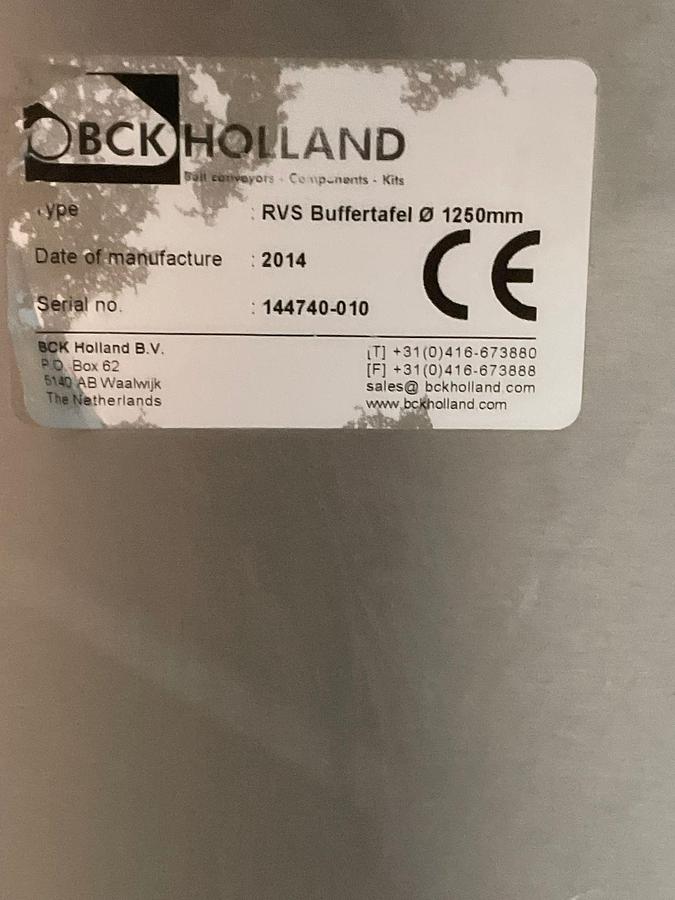 BCK HOLLAND
Belt conveyors - Components - Kits
Type : RVS Buffertafel Ø 1250mm
Date of manufacture : 2014
CE
Serial no. : 144740-010
BCK Holland B.V.
P.O. Box 62
5140 AB Waalwijk
The Netherlands
[T] +31(0)416-673880
[F] +31(0)416-673888
sales@ bckholland.com
www.bckholland.com